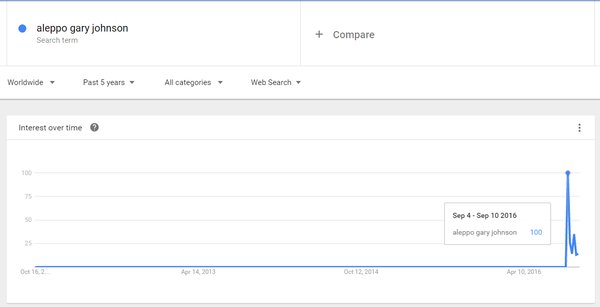 aleppo gary johnson
Search term
+ Compare
Worldwide Past 5 years All categories Web Search
Interest over time ?
100
75
50
25
Sep 4 - Sep 10 2016
aleppo gary johnson 100
Oct 16, 2... Apr 14, 2013 Oct 12, 2014 Apr 10, 2016